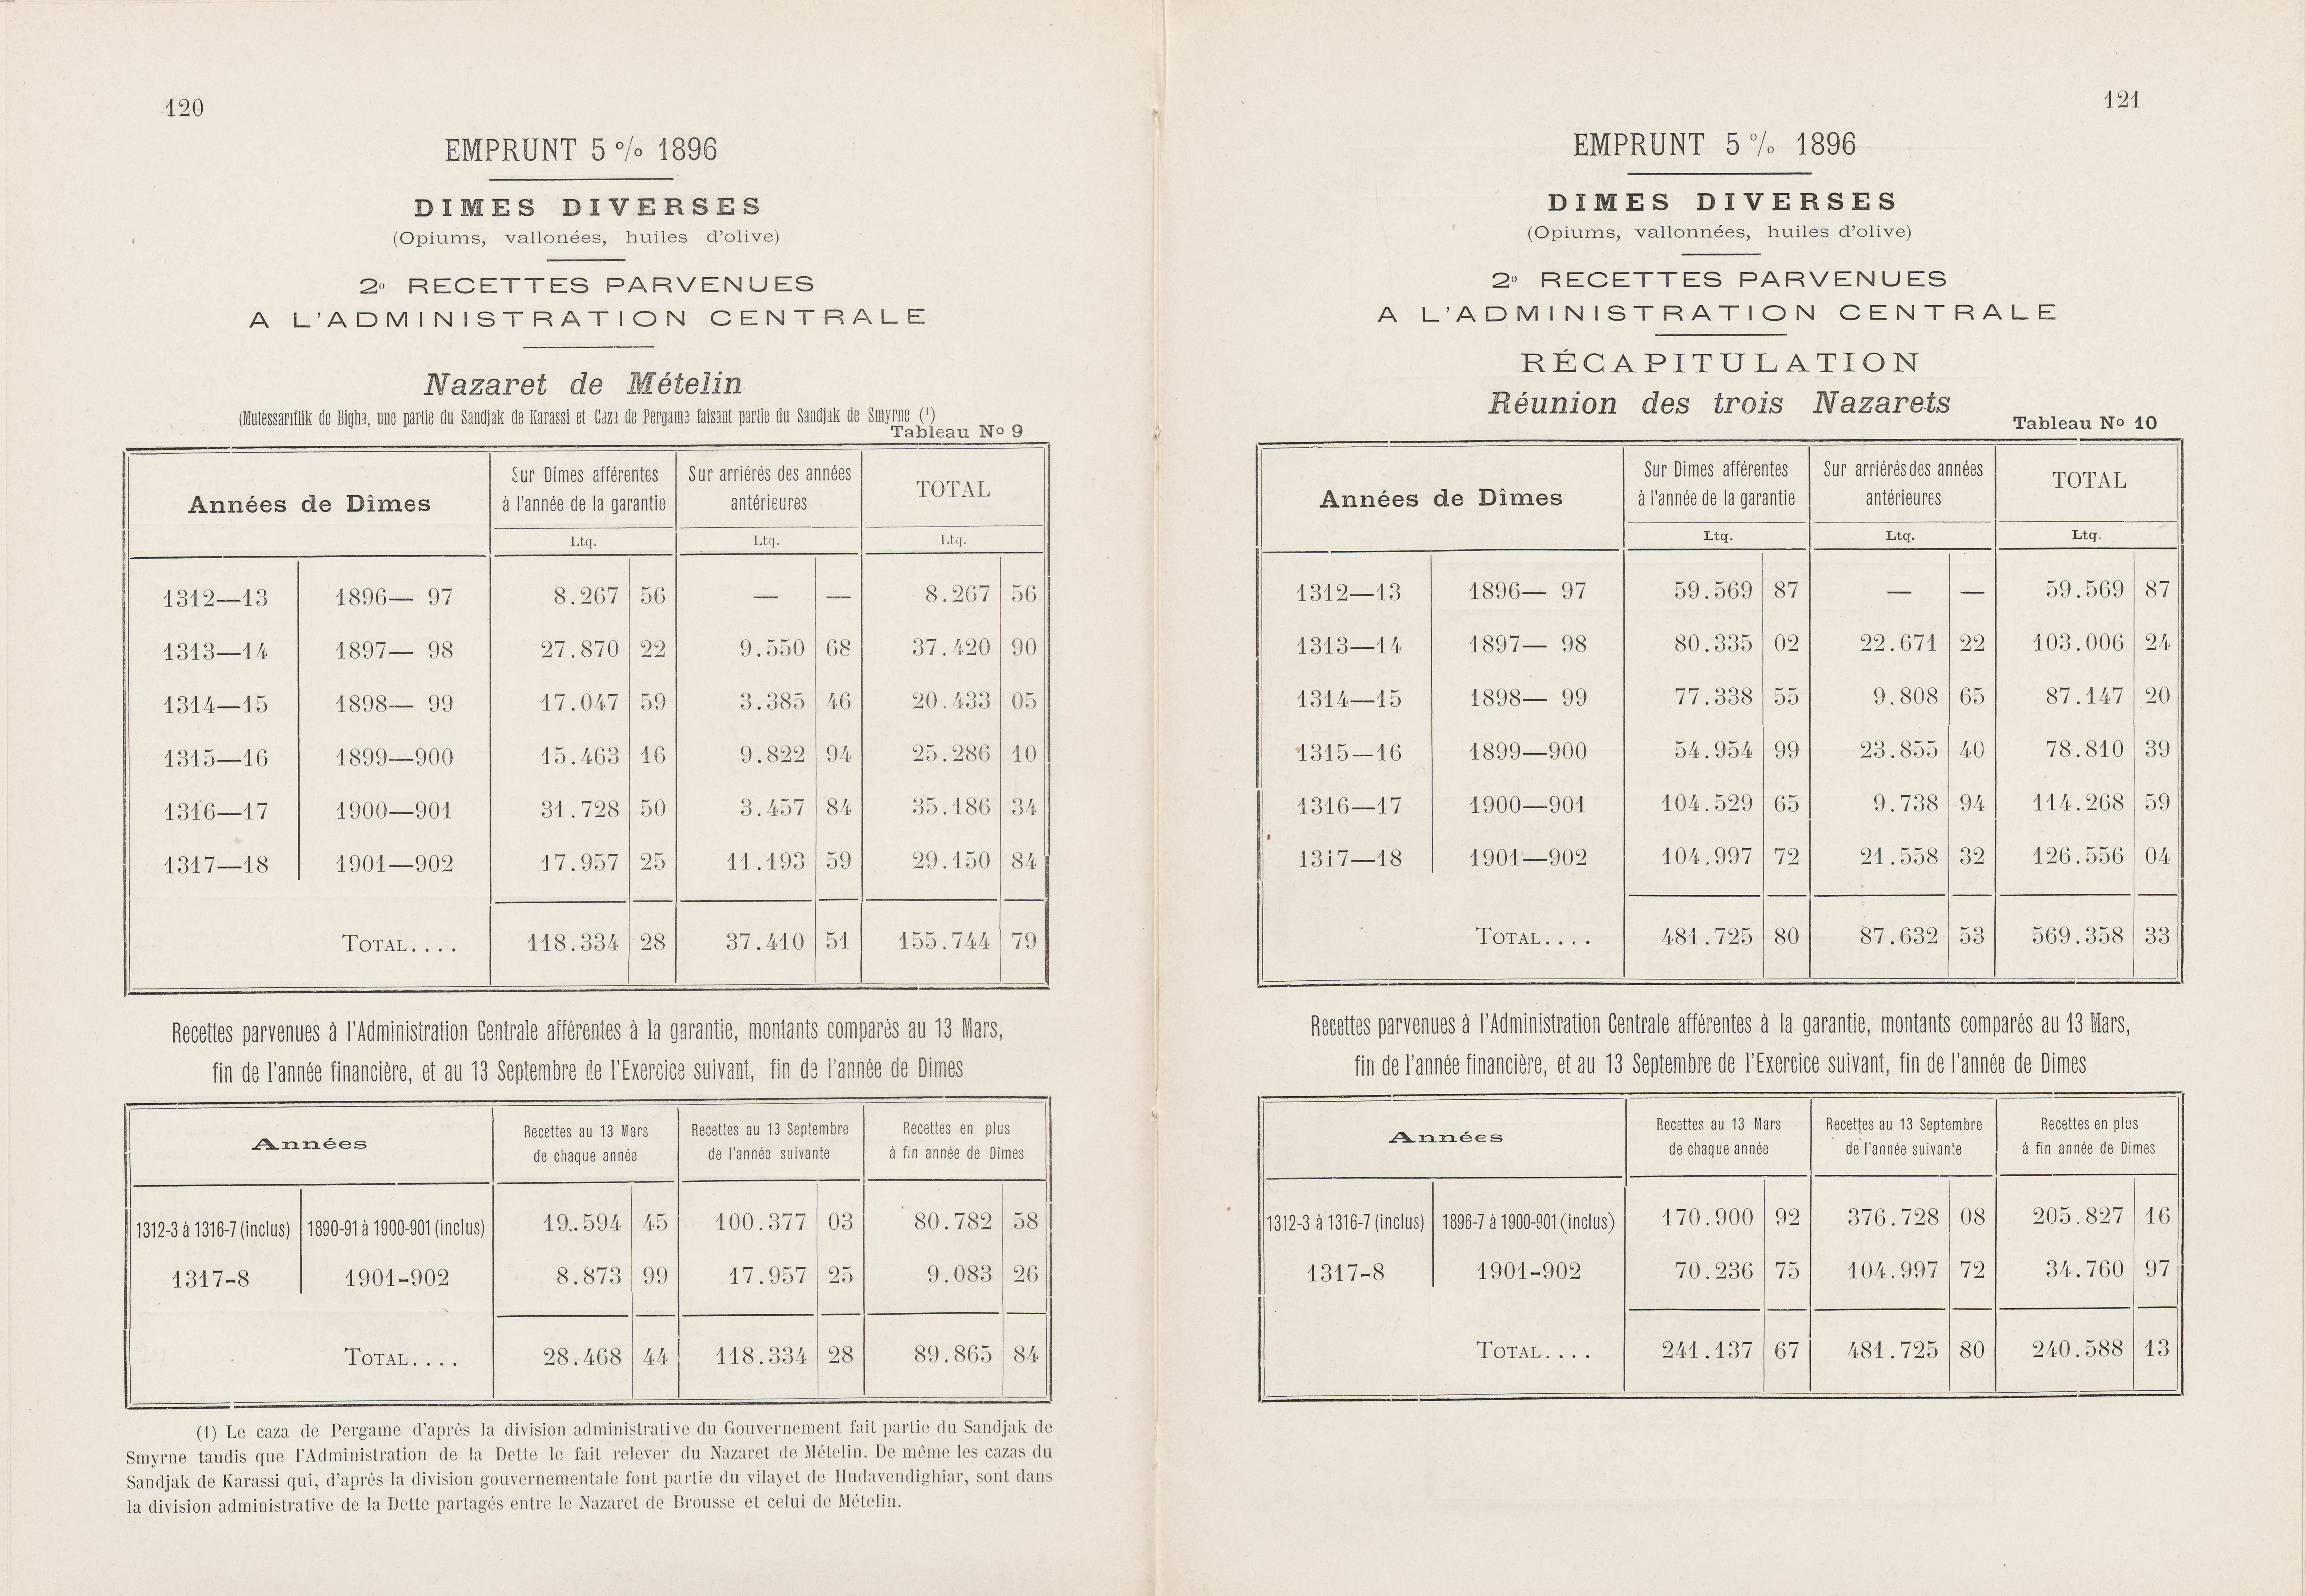 120
EMPRUNT 5 % 1896
DIMES DIVERSES
(Opiums, vallonées, huiles d'olive)
2º RECETTES PARVENUES
A L'ADMINISTRATION CENTRALE
Nazaret de Mételin
(Mutessariflik de Bigha, une partie du Sandjak de Karassi et Caza de Pergame faisant partie du Sandjak de Smyrne (1)
Tableau Nº 9
Années de Dîmes | Sur Dîmes afférentes à l'année de la garantie | Sur arriérés des années antérieures | TOTAL
Ltq. | Ltq. | Ltq.
1312—13 | 1896— 97 | 8.267 56 | — — | 8.267 56
1313—14 | 1897— 98 | 27.870 22 | 9.550 68 | 37.420 90
1314—15 | 1898— 99 | 17.047 59 | 3.385 46 | 20.433 05
1315—16 | 1899—900 | 15.463 16 | 9.822 94 | 25.286 10
1316—17 | 1900—901 | 31.728 50 | 3.457 84 | 35.186 34
1317—18 | 1901—902 | 17.957 25 | 11.193 59 | 29.150 84
TOTAL.... | 118.334 28 | 37.410 51 | 155.744 79
Recettes parvenues à l'Administration Centrale afférentes à la garantie, montants comparés au 13 Mars,
fin de l'année financière, et au 13 Septembre de l'Exercice suivant, fin de l'année de Dimes
Années | Recettes au 13 Mars de chaque année | Recettes au 13 Septembre de l'année suivante | Recettes en plus à fin année de Dîmes
1312-3 à 1316-7 (inclus) | 1890-91 à 1900-901 (inclus) | 19..594 45 | 100.377 03 | 80.782 58
1317-8 | 1901-902 | 8.873 99 | 17.957 25 | 9.083 26
TOTAL.... | 28.468 44 | 118.334 28 | 89.865 84
(1) Le caza de Pergame d'après la division administrative du Gouvernement fait partie du Sandjak de
Smyrne tandis que l'Administration de la Dette le fait relever du Nazaret de Mételin. De même les cazas du
Sandjak de Karassi qui, d'après la division gouvernementale font partie du vilayet de Hudavendighiar, sont dans
la division administrative de la Dette partagés entre le Nazaret de Brousse et celui de Mételin.
121
EMPRUNT 5 % 1896
DIMES DIVERSES
(Opiums, vallonnées, huiles d'olive)
2º RECETTES PARVENUES
A L'ADMINISTRATION CENTRALE
RÉCAPITULATION
Réunion des trois Nazarets
Tableau Nº 10
Années de Dîmes | Sur Dîmes afférentes à l'année de la garantie | Sur arriérés des années antérieures | TOTAL
Ltq. | Ltq. | Ltq.
1312—13 | 1896— 97 | 59.569 87 | — — | 59.569 87
1313—14 | 1897— 98 | 80.335 02 | 22.671 22 | 103.006 24
1314—15 | 1898— 99 | 77.338 55 | 9.808 65 | 87.147 20
1315—16 | 1899—900 | 54.954 99 | 23.855 40 | 78.810 39
1316—17 | 1900—901 | 104.529 65 | 9.738 94 | 114.268 59
1317—18 | 1901—902 | 104.997 72 | 21.558 32 | 126.556 04
TOTAL.... | 481.725 80 | 87.632 53 | 569.358 33
Recettes parvenues à l'Administration Centrale afférentes à la garantie, montants comparés au 13 Mars,
fin de l'année financière, et au 13 Septembre de l'Exercice suivant, fin de l'année de Dimes
Années | Recettes au 13 Mars de chaque année | Recettes au 13 Septembre de l'année suivante | Recettes en plus à fin année de Dîmes
1312-3 à 1316-7 (inclus) | 1896-7 à 1900-901 (inclus) | 170.900 92 | 376.728 08 | 205.827 16
1317-8 | 1901-902 | 70.236 75 | 104.997 72 | 34.760 97
TOTAL.... | 241.137 67 | 481.725 80 | 240.588 13